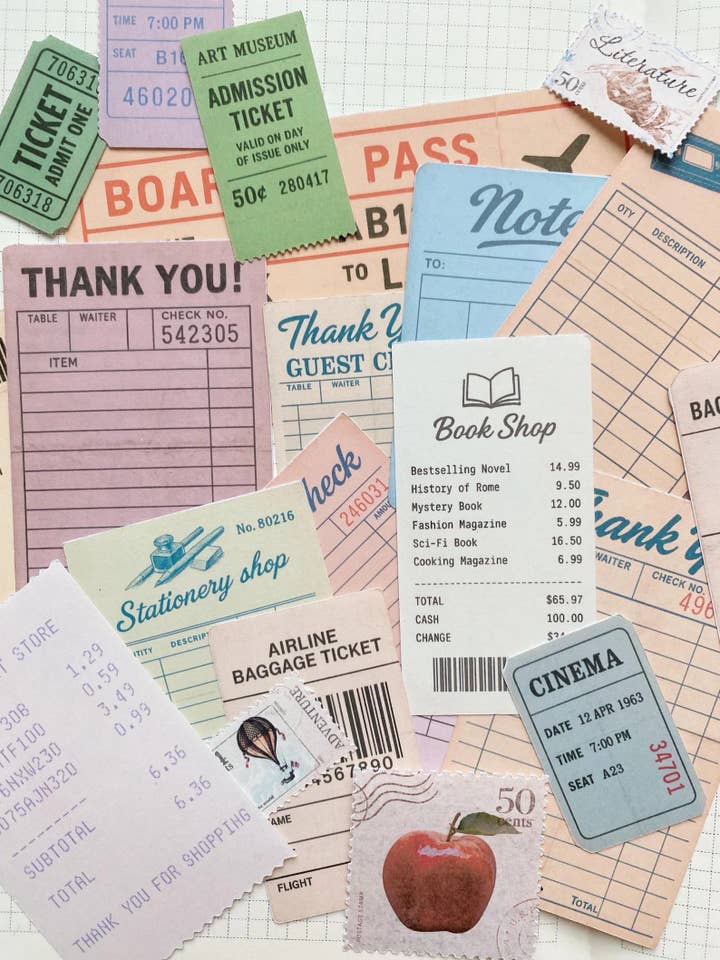 TIME 7:00 PM
SEAT
46020
ART MUSEUM
ADMISSION
TICKET
VALID ON DAY
OF ISSUE ONLY
50¢ 280417
70631
TICKET
ADMIT ONE
706318
Literature
50
PASS
TO
Note
TO:
QTY DESCRIPTION
THANK YOU!
TABLE WAITER CHECK NO.
542305
ITEM
Thank
GUEST
TABLE WAITER
Book Shop
Bestselling Novel 14.99
History of Rome 9.50
Mystery Book 12.00
Fashion Magazine 5.99
Sci-Fi Book 16.50
Cooking Magazine 6.99
TOTAL $65.97
CASH 100.00
CHANGE
246031
No. 80216
Stationery shop
WAITER CHECK NO.
496
TOTAL
AIRLINE
BAGGAGE TICKET
4567890
FLIGHT
ADVENTURE
CINEMA
DATE 12 APR 1963
TIME 7:00 PM
SEAT A23
34701
50
cents
POSTAGE STAMP
STORE
1.29
0.59
3.49
0.99
SUBTOTAL 6.36
TOTAL 6.36
THANK YOU FOR SHOPPING